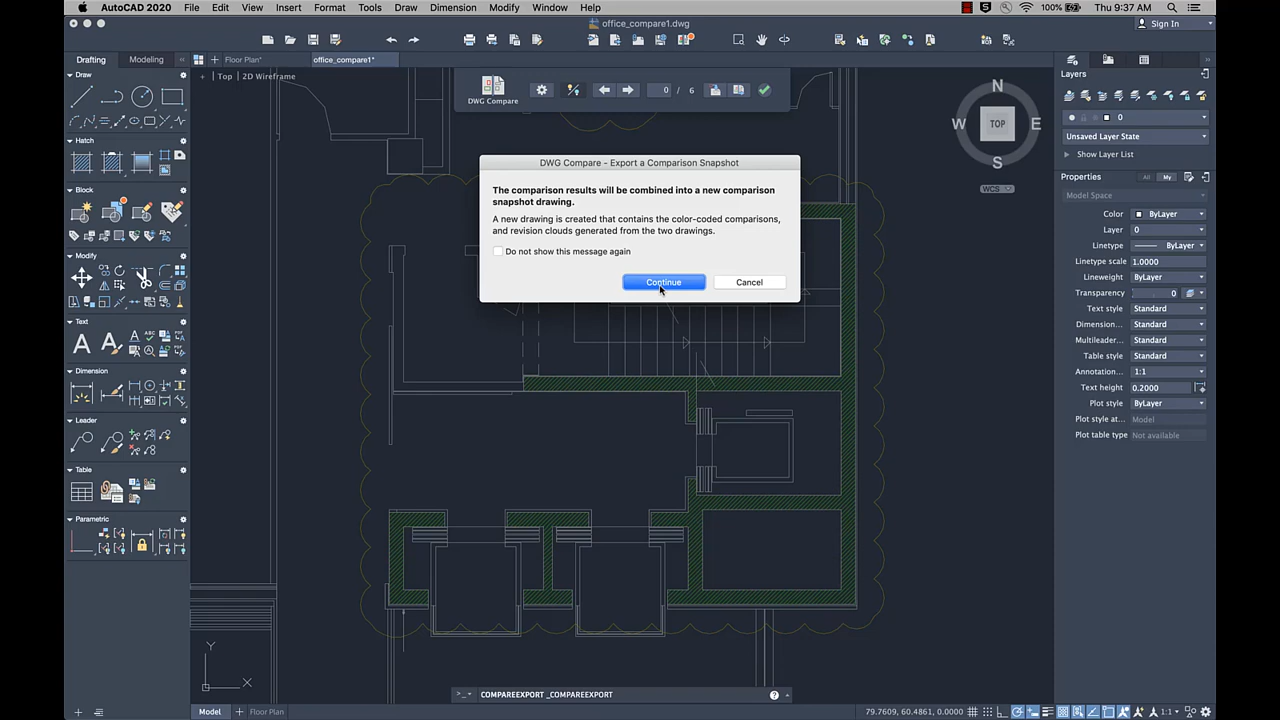 AutoCAD 2020 File Edit View Insert Format Tools Draw Dimension Modify Window Help 100% Thu 9:37 AM
office_compare1.dwg Sign In
Drafting Modeling Floor Plan* office_compare1*
+ Top 2D Wireframe
Draw
Hatch
Block
Modify
Text
A A
Dimension
Leader
Table
Parametric
DWG Compare
0 / 6
DWG Compare - Export a Comparison Snapshot
The comparison results will be combined into a new comparison
snapshot drawing.
A new drawing is created that contains the color-coded comparisons,
and revision clouds generated from the two drawings.
Do not show this message again
Continue Cancel
N
W TOP E
S
WCS
Layers
0
Unsaved Layer State
Show Layer List
Properties All My
Model Space
Color ByLayer
Layer 0
Linetype ByLayer
Linetype scale 1.0000
Lineweight ByLayer
Transparency 0
Text style Standard
Dimension... Standard
Multileader... Standard
Table style Standard
Annotation... 1:1
Text height 0.2000
Plot style ByLayer
Plot style at... Model
Plot table type Not available
Y
X
>_ COMPAREEXPORT _COMPAREEXPORT ?
Model + Floor Plan 79.7609, 60.4861, 0.0000 1:1